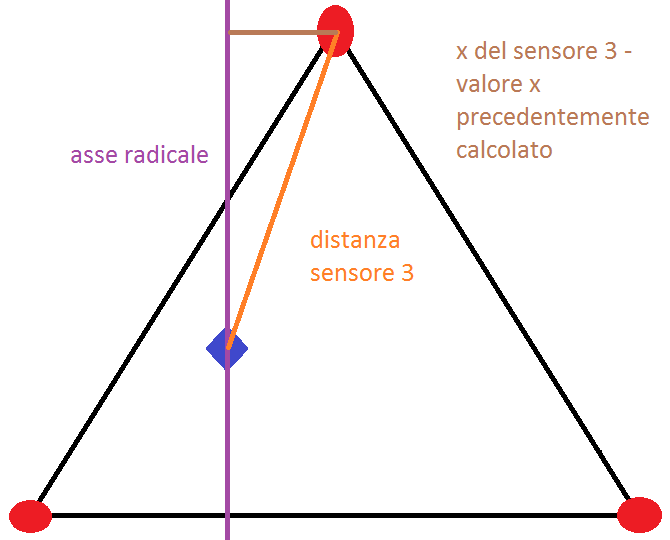 x del sensore 3 -
valore x
precedentemente
calcolato
asse radicale
distanza
sensore 3